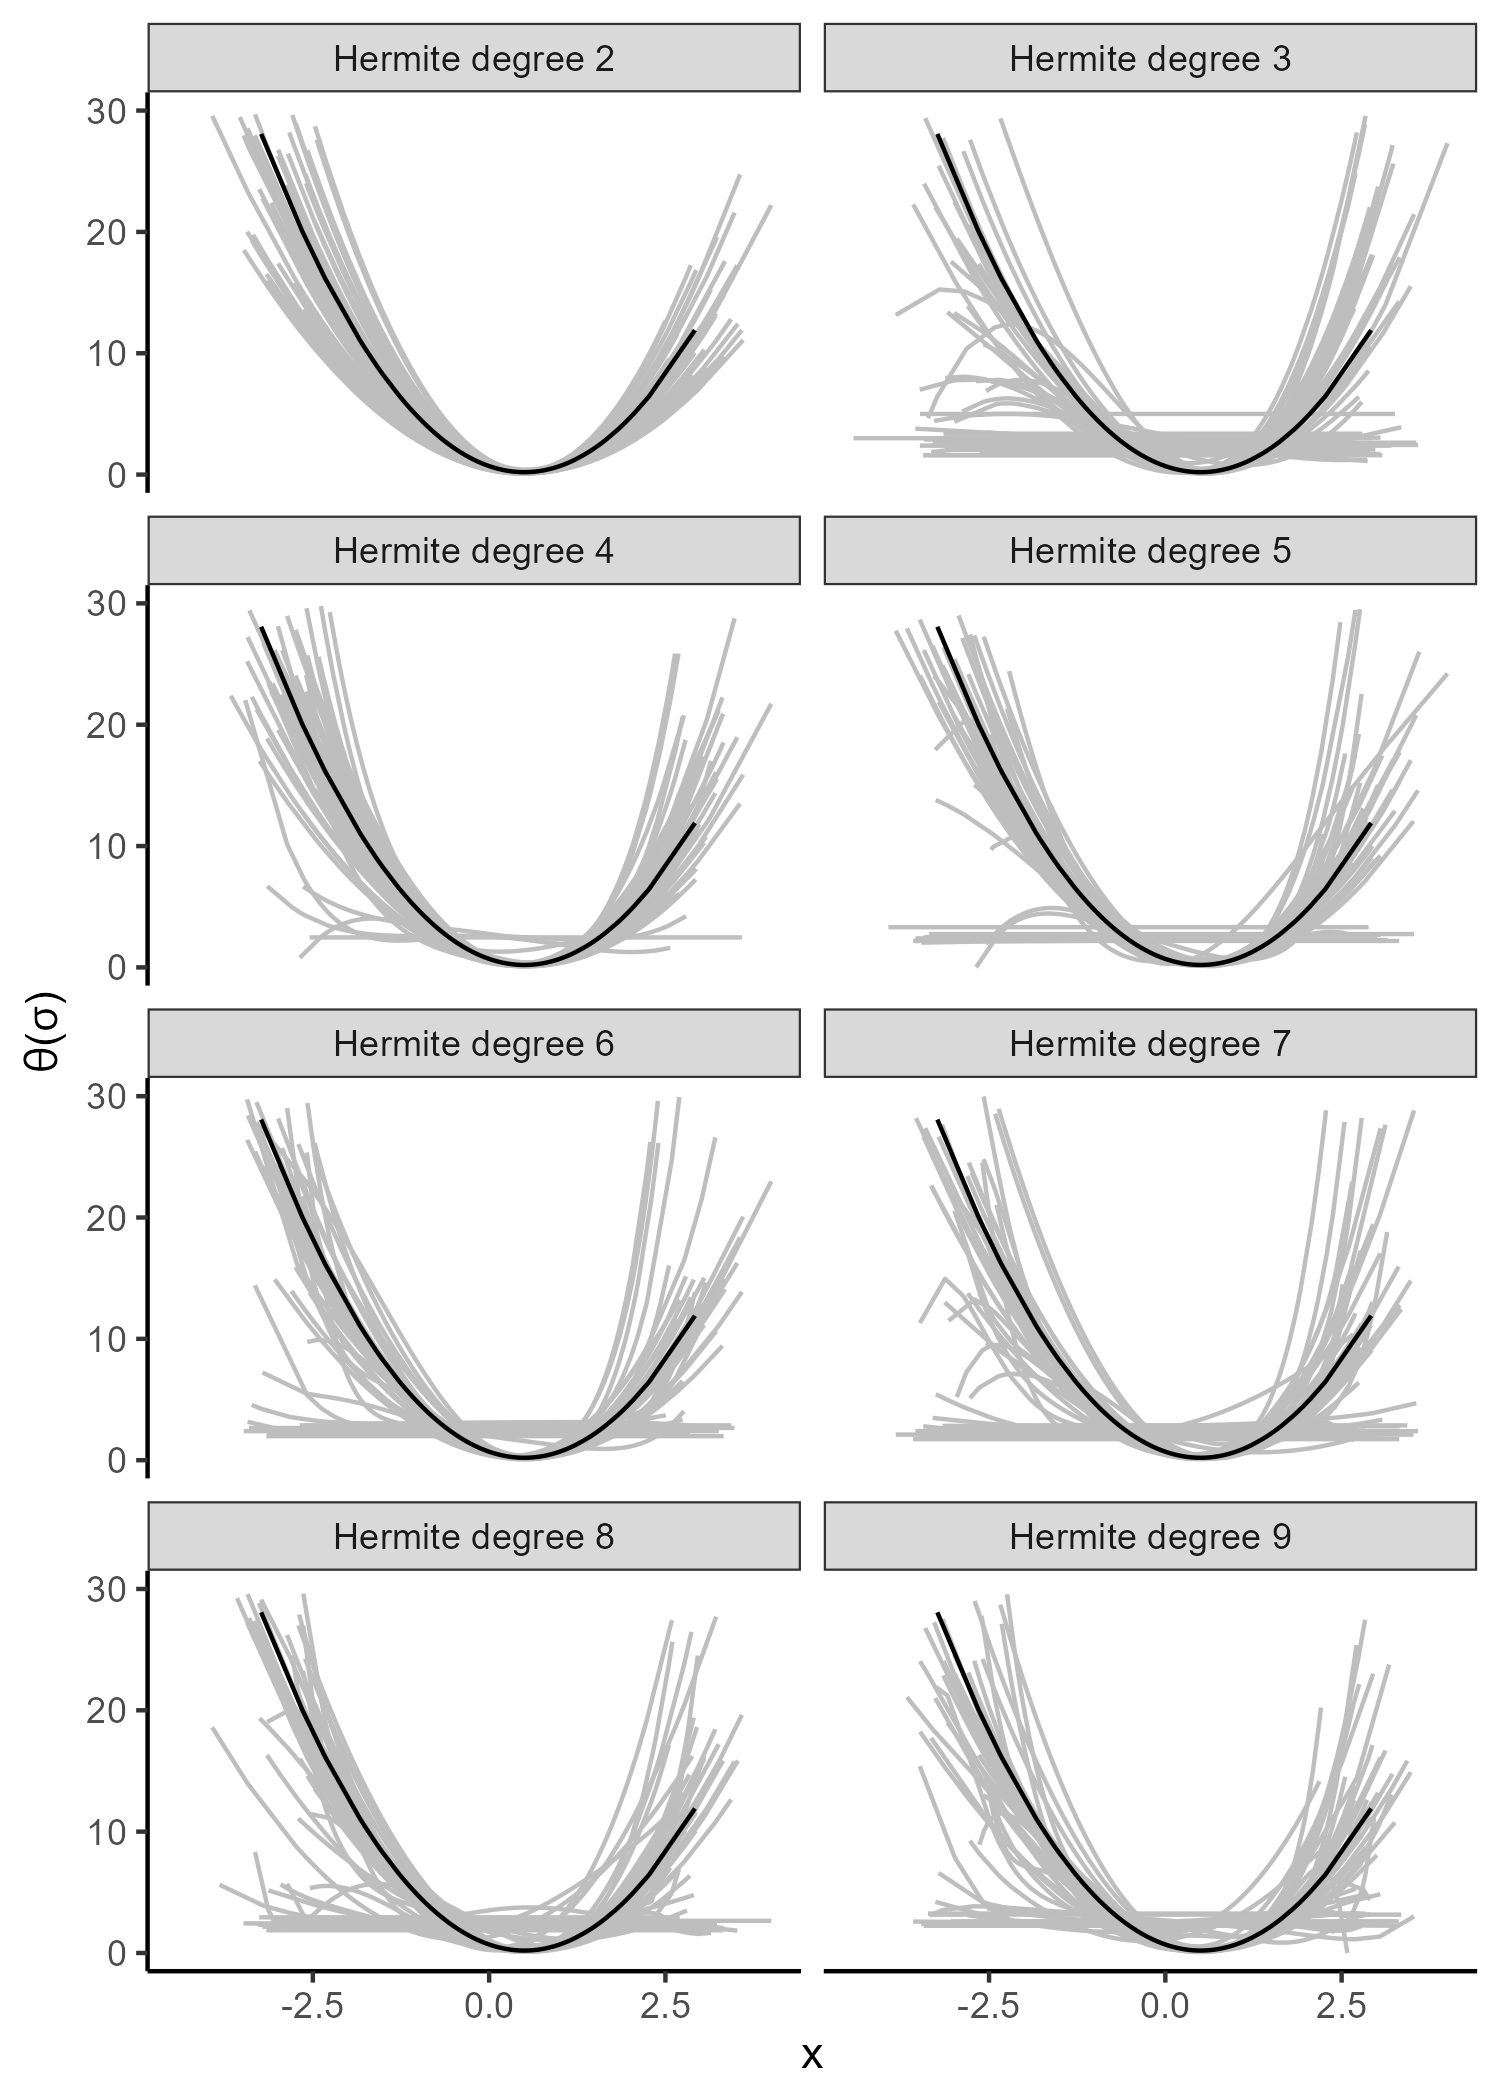 Hermite degree 2
Hermite degree 3
30
20
10
0
Hermite degree 4
Hermite degree 5
30
20
10
0
θ(σ)
Hermite degree 6
Hermite degree 7
30
20
10
0
Hermite degree 8
Hermite degree 9
30
20
10
0
-2.5 0.0 2.5
-2.5 0.0 2.5
x